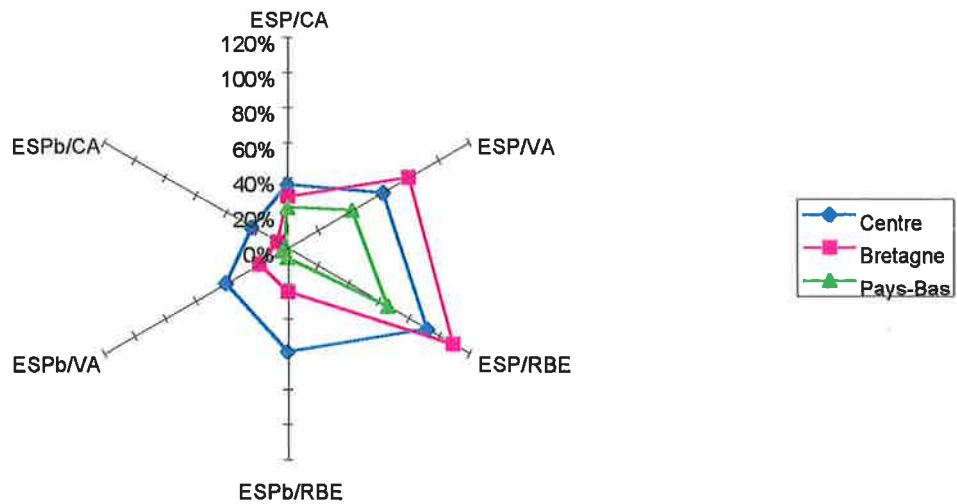 ESP/CA
120%
100%
80%
60%
40%
20%
0%
ESP/VA
ESP/RBE
ESPb/RBE
ESPb/VA
ESPb/CA
Centre
Bretagne
Pays-Bas